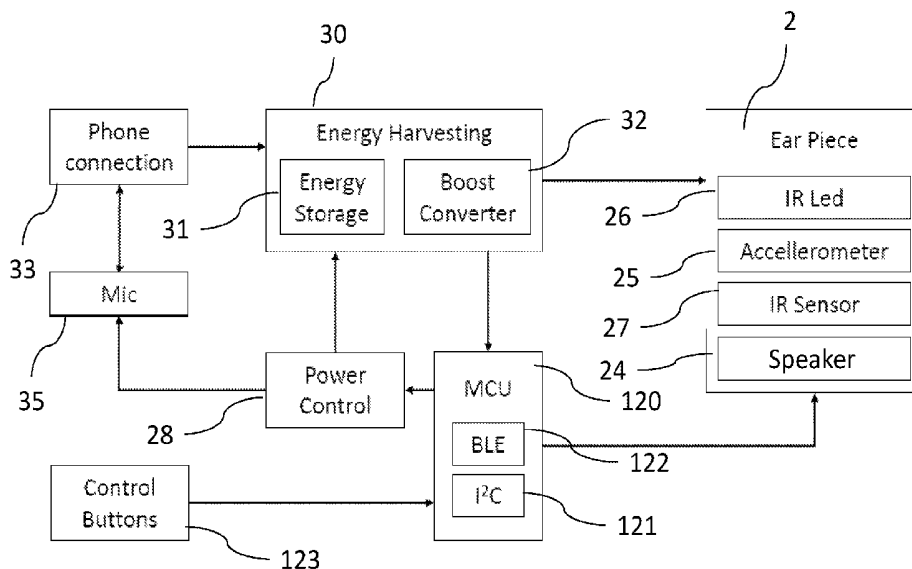 30
2
Phone
connection
Energy Harvesting
32
Ear Piece
Energy
Storage
Boost
Converter
31
26
IR Led
33
25
Accellerometer
Mic
27
IR Sensor
35
Power
Control
28
MCU
120
24
Speaker
BLE
122
Control
Buttons
I²C
121
123